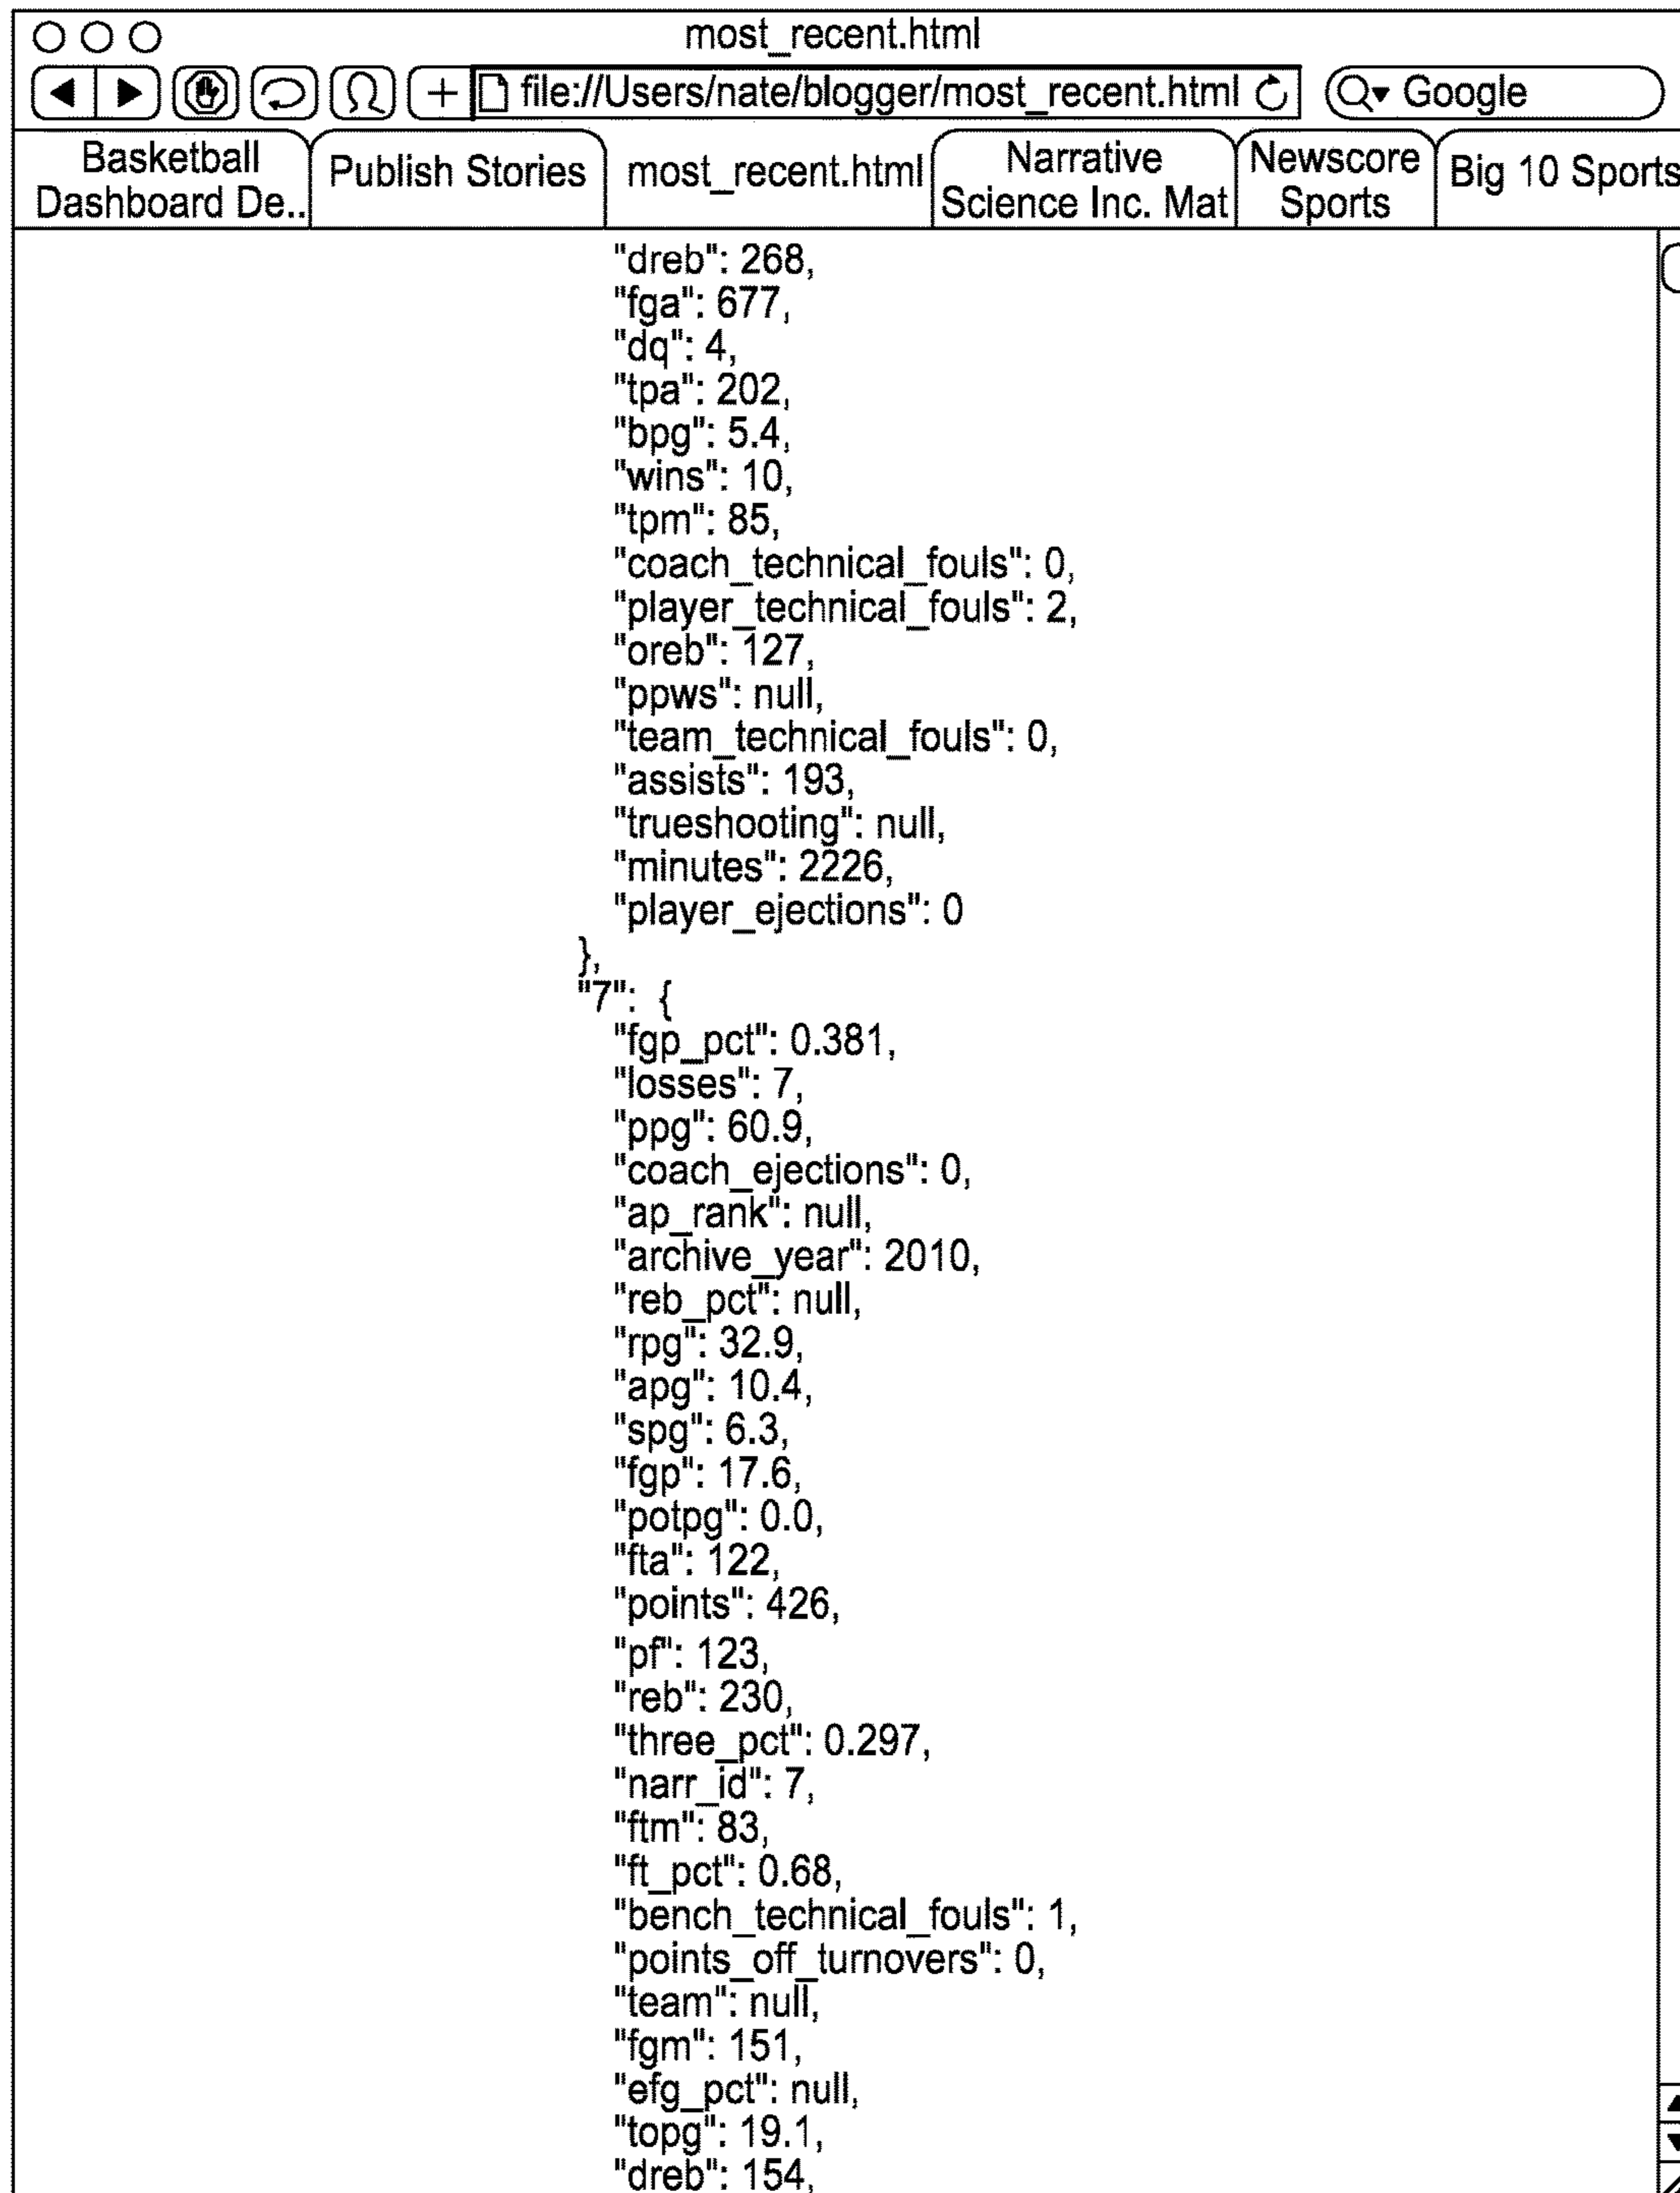 most_recent.html
+ file://Users/nate/blogger/most_recent.html Google
Basketball
Dashboard De..
Publish Stories
most_recent.html
Narrative
Science Inc. Mat
Newscore
Sports
Big 10 Sports
"dreb": 268,
"fga": 677,
"dq": 4,
"tpa": 202,
"bpg": 5.4,
"wins": 10,
"tpm": 85,
"coach_technical_fouls": 0,
"player_technical_fouls": 2,
"oreb": 127,
"ppws": null,
"team_technical_fouls": 0,
"assists": 193,
"trueshooting": null,
"minutes": 2226,
"player_ejections": 0
},
"7": {
"fgp_pct": 0.381,
"losses": 7,
"ppg": 60.9,
"coach_ejections": 0,
"ap_rank": null,
"archive_year": 2010,
"reb_pct": null,
"rpg": 32.9,
"apg": 10.4,
"spg": 6.3,
"fgp": 17.6,
"potpg": 0.0,
"fta": 122,
"points": 426,
"pf": 123,
"reb": 230,
"three_pct": 0.297,
"narr_id": 7,
"ftm": 83,
"ft_pct": 0.68,
"bench_technical_fouls": 1,
"points_off_turnovers": 0,
"team": null,
"fgm": 151,
"efg_pct": null,
"topg": 19.1,
"dreb": 154,